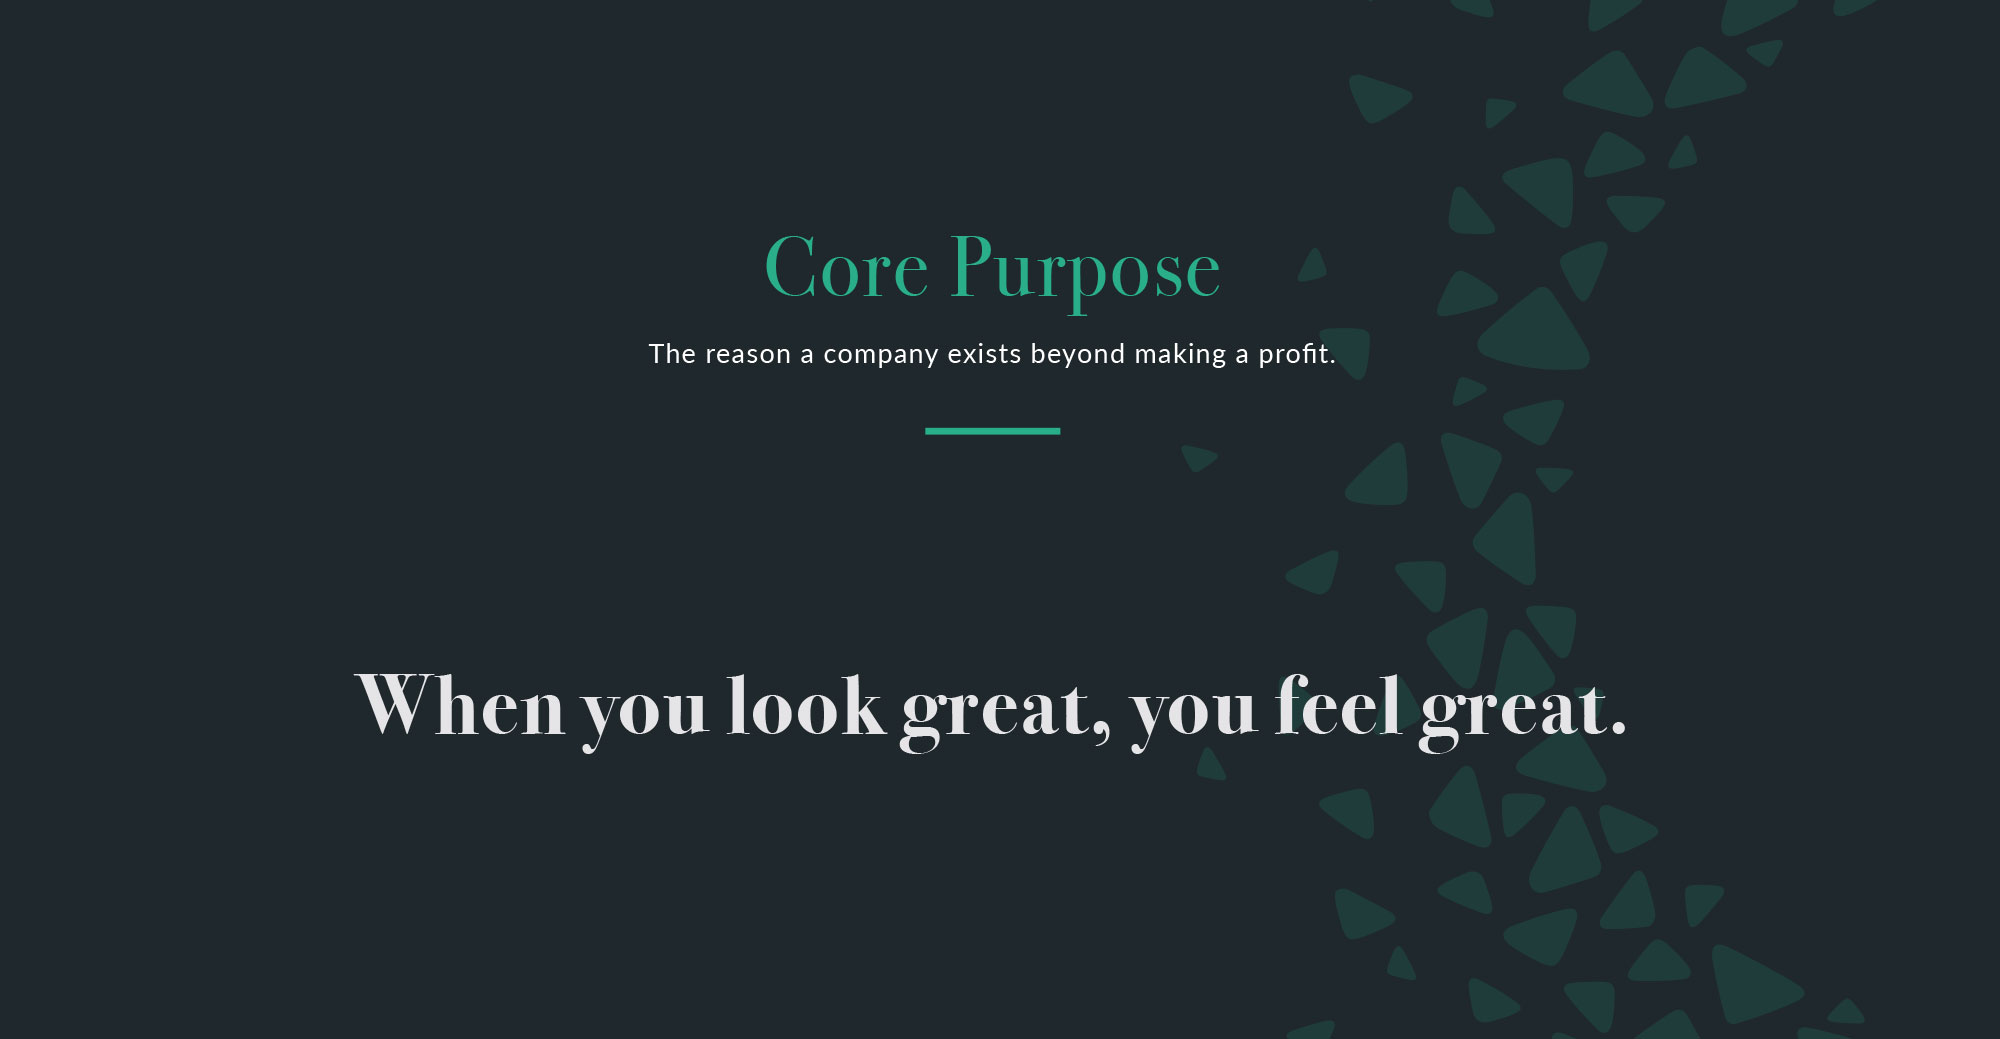 Core Purpose
The reason a company exists beyond making a profit.
When you look great, you feel great.